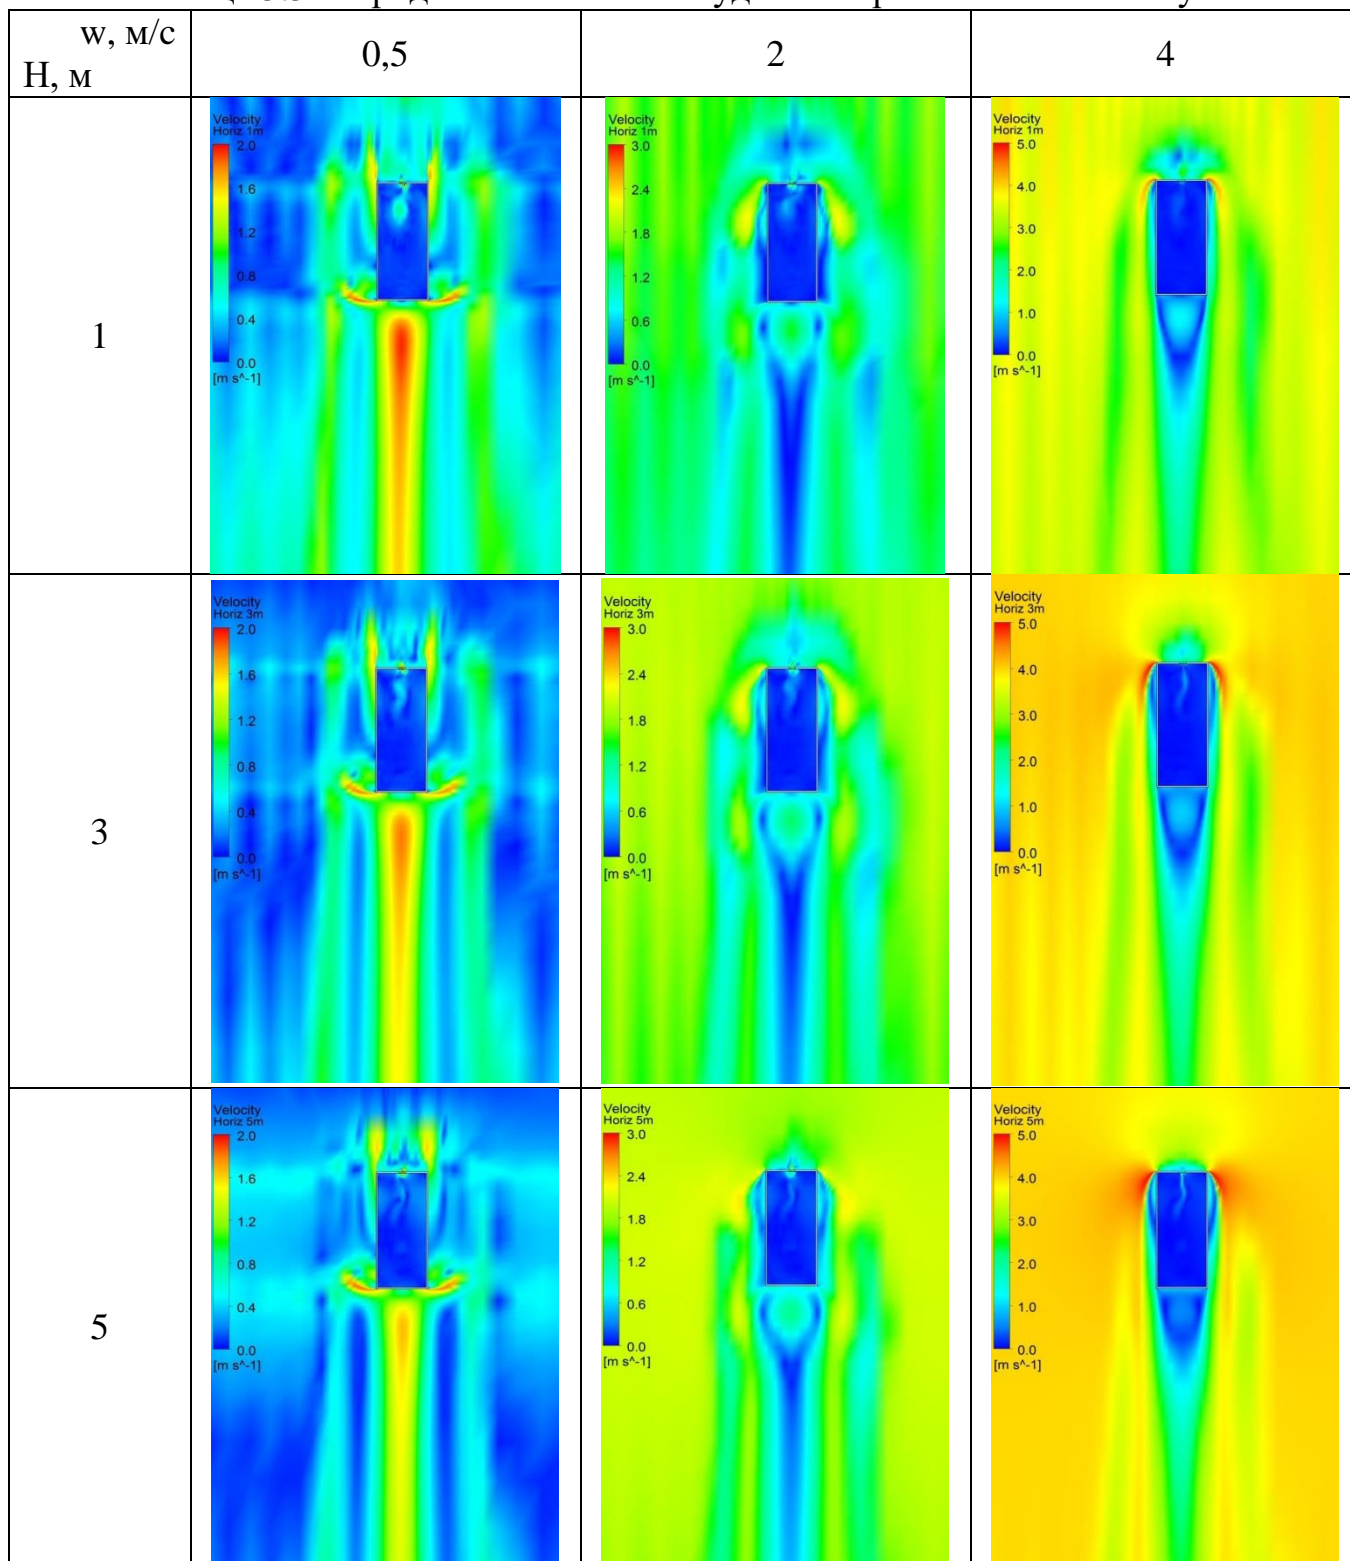 w, м/с
Н, м
0,5
2
4
1
Velocity
Horiz 1m
2.0
1.6
1.2
0.8
0.4
0.0
[m s^-1]
Velocity
Horiz 1m
3.0
2.4
1.8
1.2
0.6
0.0
[m s^-1]
Velocity
Horiz 1m
5.0
4.0
3.0
2.0
1.0
0.0
[m s^-1]
3
Velocity
Horiz 3m
2.0
1.6
1.2
0.8
0.4
0.0
[m s^-1]
Velocity
Horiz 3m
3.0
2.4
1.8
1.2
0.6
0.0
[m s^-1]
Velocity
Horiz 3m
5.0
4.0
3.0
2.0
1.0
0.0
[m s^-1]
5
Velocity
Horiz 5m
2.0
1.6
1.2
0.8
0.4
0.0
[m s^-1]
Velocity
Horiz 5m
3.0
2.4
1.8
1.2
0.6
0.0
[m s^-1]
Velocity
Horiz 5m
5.0
4.0
3.0
2.0
1.0
0.0
[m s^-1]